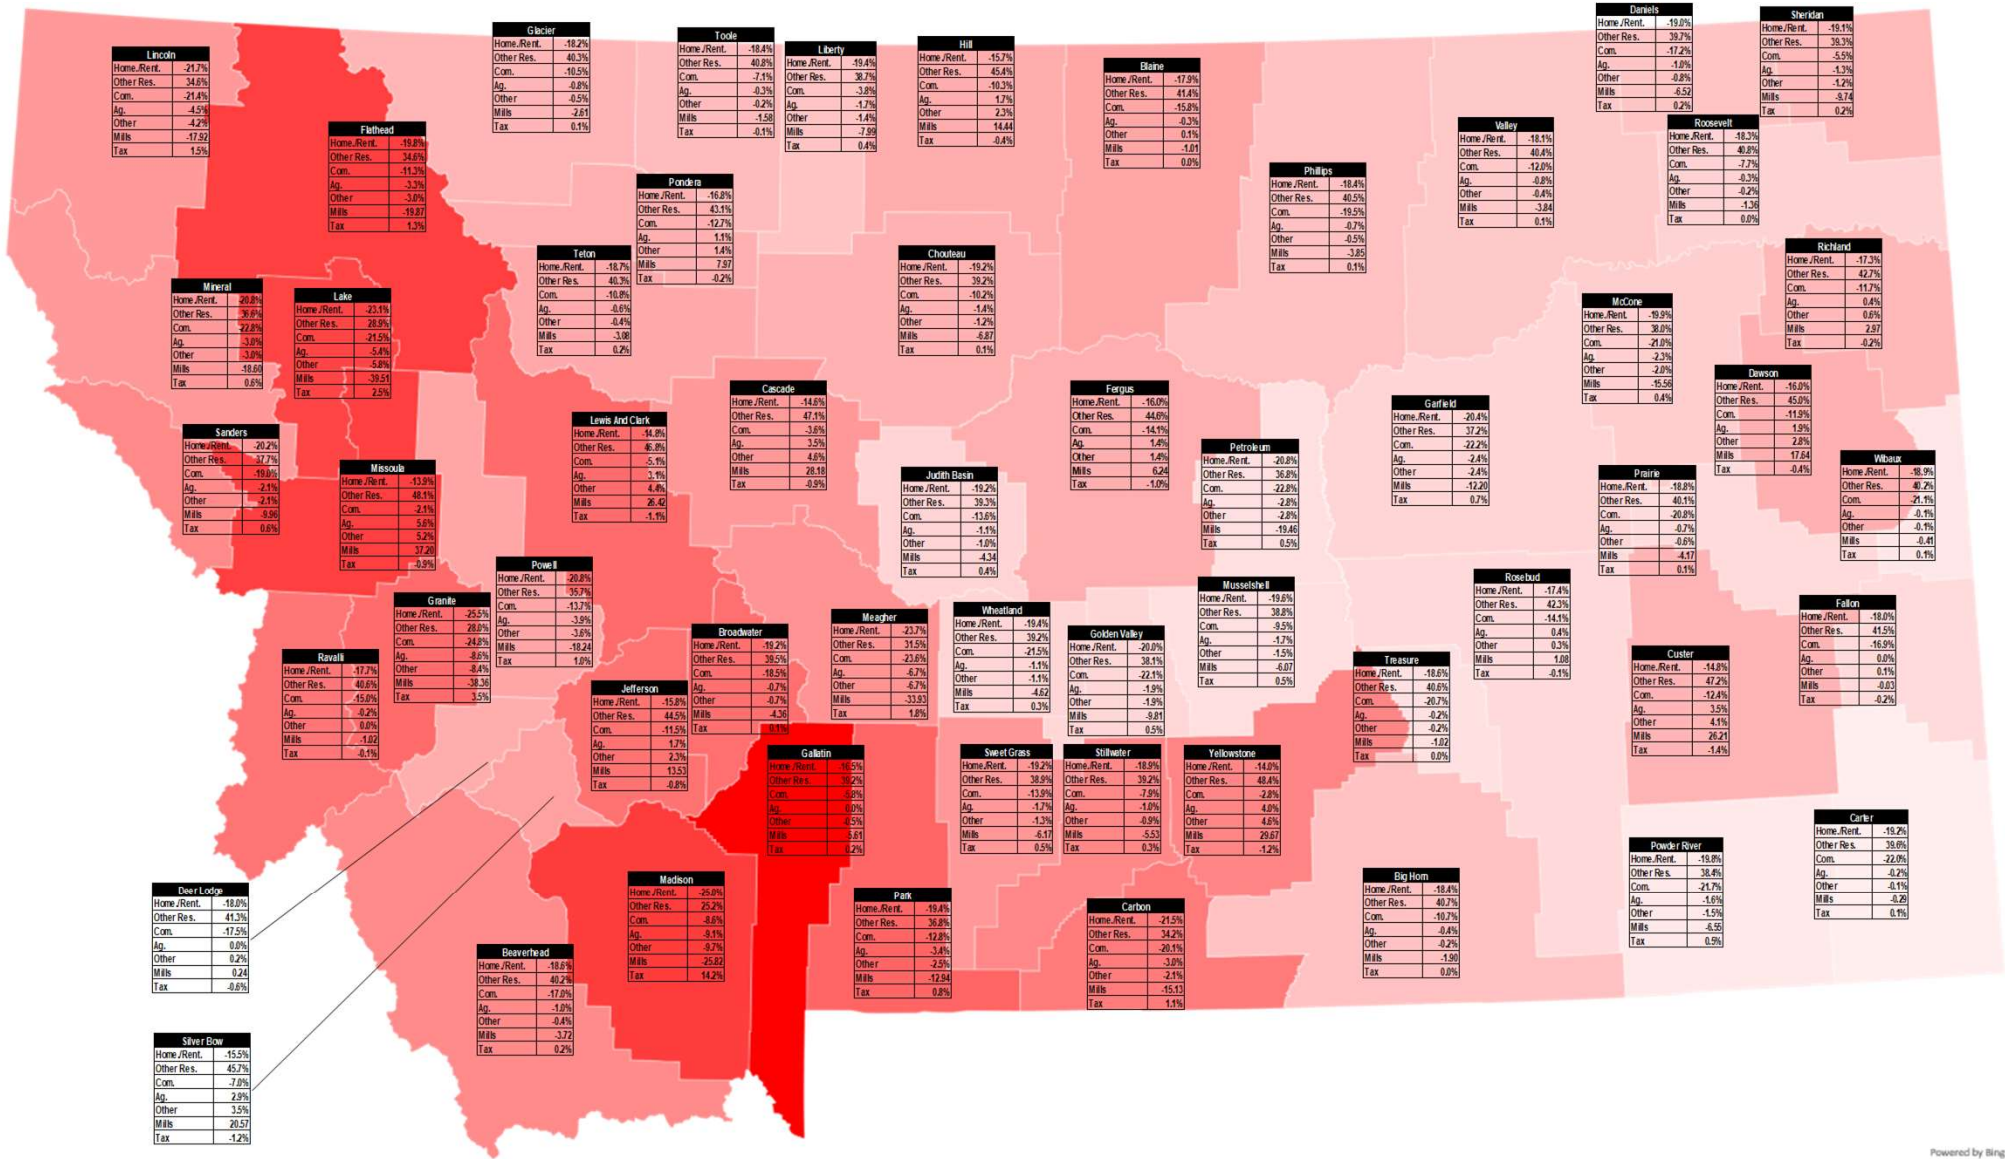 Lincoln
Home./Rent. -21.7%
Other Res. 34.6%
Com. -21.4%
Ag. -4.5%
Other -4.2%
Mills -17.92
Tax 1.5%
Flathead
Home./Rent. -19.8%
Other Res. 34.6%
Com. -11.3%
Ag. -3.3%
Other -3.0%
Mills -19.87
Tax 1.3%
Glacier
Home./Rent. -18.2%
Other Res. 40.3%
Com. -10.5%
Ag. -0.8%
Other -0.5%
Mills -2.61
Tax 0.1%
Toole
Home./Rent. -18.4%
Other Res. 40.8%
Com. -7.1%
Ag. -0.3%
Other -0.2%
Mills -1.58
Tax -0.1%
Liberty
Home./Rent. -19.4%
Other Res. 38.7%
Com. -3.8%
Ag. -1.7%
Other -1.4%
Mills -7.99
Tax 0.4%
Hill
Home./Rent. -15.7%
Other Res. 45.4%
Com. -10.3%
Ag. 1.7%
Other 2.3%
Mills 14.44
Tax -0.4%
Blaine
Home./Rent. -17.9%
Other Res. 41.4%
Com. -15.8%
Ag. -0.3%
Other 0.1%
Mills -1.01
Tax 0.0%
Phillips
Home./Rent. -18.4%
Other Res. 40.5%
Com. -19.5%
Ag. -0.7%
Other -0.5%
Mills -3.85
Tax 0.1%
Valley
Home./Rent. -18.1%
Other Res. 40.4%
Com. -12.0%
Ag. -0.8%
Other -0.4%
Mills -3.84
Tax 0.1%
Daniels
Home./Rent. -19.0%
Other Res. 39.7%
Com. -17.2%
Ag. -1.0%
Other -0.8%
Mills -6.52
Tax 0.2%
Sheridan
Home./Rent. -19.1%
Other Res. 39.3%
Com. -5.5%
Ag. -1.3%
Other -1.2%
Mills -9.74
Tax 0.2%
Roosevelt
Home./Rent. -18.3%
Other Res. 40.8%
Com. -7.7%
Ag. -0.3%
Other -0.2%
Mills -1.36
Tax 0.0%
Pondera
Home./Rent. -16.8%
Other Res. 43.1%
Com. -12.7%
Ag. 1.1%
Other 1.4%
Mills 7.97
Tax -0.2%
Teton
Home./Rent. -18.7%
Other Res. 40.3%
Com. -10.8%
Ag. -0.6%
Other -0.4%
Mills -3.08
Tax 0.2%
Chouteau
Home./Rent. -19.2%
Other Res. 39.2%
Com. -10.2%
Ag. -1.4%
Other -1.2%
Mills -6.87
Tax 0.1%
Richland
Home./Rent. -17.3%
Other Res. 42.7%
Com. -11.7%
Ag. 0.4%
Other 0.6%
Mills 2.97
Tax -0.2%
McCone
Home./Rent. -19.9%
Other Res. 38.0%
Com. -21.0%
Ag. -2.3%
Other -2.0%
Mills -15.56
Tax 0.4%
Mineral
Home./Rent. -20.8%
Other Res. 36.6%
Com. -22.8%
Ag. -3.0%
Other -3.0%
Mills -18.60
Tax 0.6%
Lake
Home./Rent. -23.1%
Other Res. 28.9%
Com. -21.5%
Ag. -5.4%
Other -5.8%
Mills -39.51
Tax 2.5%
Cascade
Home./Rent. -14.6%
Other Res. 47.1%
Com. -3.6%
Ag. 3.5%
Other 4.6%
Mills 28.18
Tax -0.9%
Fergus
Home./Rent. -16.0%
Other Res. 44.6%
Com. -14.1%
Ag. 1.4%
Other 1.4%
Mills 6.24
Tax -1.0%
Garfield
Home./Rent. -20.4%
Other Res. 37.2%
Com. -22.2%
Ag. -2.4%
Other -2.4%
Mills -12.20
Tax 0.7%
Dawson
Home./Rent. -16.0%
Other Res. 45.0%
Com. -11.9%
Ag. 1.9%
Other 2.8%
Mills 17.64
Tax -0.4%
Sanders
Home./Rent. -20.2%
Other Res. 37.7%
Com. -19.0%
Ag. -2.1%
Other -2.1%
Mills -9.96
Tax 0.6%
Missoula
Home./Rent. -13.9%
Other Res. 48.1%
Com. -2.1%
Ag. 5.6%
Other 5.2%
Mills 37.20
Tax -0.9%
Lewis And Clark
Home./Rent. -14.8%
Other Res. 46.8%
Com. -5.1%
Ag. 3.1%
Other 4.4%
Mills 26.42
Tax -1.1%
Judith Basin
Home./Rent. -19.2%
Other Res. 39.3%
Com. -13.6%
Ag. -1.1%
Other -1.0%
Mills -4.34
Tax 0.4%
Petroleum
Home./Rent. -20.8%
Other Res. 36.8%
Com. -22.8%
Ag. -2.8%
Other -2.8%
Mills -19.46
Tax 0.5%
Prairie
Home./Rent. -18.8%
Other Res. 40.1%
Com. -20.8%
Ag. -0.7%
Other -0.6%
Mills -4.17
Tax 0.1%
Wibaux
Home./Rent. -18.9%
Other Res. 40.2%
Com. -21.1%
Ag. -0.1%
Other -0.1%
Mills -0.41
Tax 0.1%
Powell
Home./Rent. -20.8%
Other Res. 35.7%
Com. -13.7%
Ag. -3.9%
Other -3.6%
Mills -18.24
Tax 1.0%
Granite
Home./Rent. -25.5%
Other Res. 28.0%
Com. -24.8%
Ag. -8.6%
Other -8.4%
Mills -38.36
Tax 3.5%
Ravalli
Home./Rent. -17.7%
Other Res. 40.6%
Com. -15.0%
Ag. -0.2%
Other 0.0%
Mills -1.02
Tax -0.1%
Jefferson
Home./Rent. -15.8%
Other Res. 44.5%
Com. -11.5%
Ag. 1.7%
Other 2.3%
Mills 13.53
Tax -0.8%
Broadwater
Home./Rent. -19.2%
Other Res. 39.5%
Com. -18.5%
Ag. -0.7%
Other -0.7%
Mills -4.36
Tax 0.1%
Meagher
Home./Rent. -23.7%
Other Res. 31.5%
Com. -23.6%
Ag. -6.7%
Other -6.7%
Mills -33.93
Tax 1.8%
Wheatland
Home./Rent. -19.4%
Other Res. 39.2%
Com. -21.5%
Ag. -1.1%
Other -1.1%
Mills -4.62
Tax 0.3%
Golden Valley
Home./Rent. -20.0%
Other Res. 38.1%
Com. -22.1%
Ag. -1.9%
Other -1.9%
Mills -9.81
Tax 0.5%
Musselshell
Home./Rent. -19.6%
Other Res. 38.8%
Com. -9.5%
Ag. -1.7%
Other -1.5%
Mills -6.07
Tax 0.5%
Treasure
Home./Rent. -18.6%
Other Res. 40.6%
Com. -20.7%
Ag. -0.2%
Other -0.2%
Mills -1.02
Tax 0.0%
Rosebud
Home./Rent. -17.4%
Other Res. 42.3%
Com. -14.1%
Ag. 0.4%
Other 0.3%
Mills 1.08
Tax -0.1%
Custer
Home./Rent. -14.8%
Other Res. 47.2%
Com. -12.4%
Ag. 3.5%
Other 4.1%
Mills 26.21
Tax -1.4%
Fallon
Home./Rent. -18.0%
Other Res. 41.5%
Com. -16.9%
Ag. 0.0%
Other 0.1%
Mills -0.03
Tax -0.2%
Gallatin
Home./Rent. -16.5%
Other Res. 39.2%
Com. -5.8%
Ag. 0.0%
Other -0.5%
Mills -5.61
Tax 0.2%
Sweet Grass
Home./Rent. -19.2%
Other Res. 38.9%
Com. -13.9%
Ag. -1.7%
Other -1.3%
Mills -6.17
Tax 0.5%
Stillwater
Home./Rent. -18.9%
Other Res. 39.2%
Com. -7.9%
Ag. -1.0%
Other -0.9%
Mills -5.53
Tax 0.3%
Yellowstone
Home./Rent. -14.0%
Other Res. 48.4%
Com. -2.8%
Ag. 4.0%
Other 4.6%
Mills 29.67
Tax -1.2%
Deer Lodge
Home./Rent. -18.0%
Other Res. 41.3%
Com. -17.5%
Ag. 0.0%
Other 0.2%
Mills 0.24
Tax -0.6%
Madison
Home./Rent. -25.0%
Other Res. 25.2%
Com. -8.6%
Ag. -9.1%
Other -9.7%
Mills -25.82
Tax 14.2%
Park
Home./Rent. -19.4%
Other Res. 36.8%
Com. -12.8%
Ag. -3.4%
Other -2.5%
Mills -12.94
Tax 0.8%
Carbon
Home./Rent. -21.5%
Other Res. 34.2%
Com. -20.1%
Ag. -3.0%
Other -2.1%
Mills -15.13
Tax 1.1%
Big Horn
Home./Rent. -18.4%
Other Res. 40.7%
Com. -10.7%
Ag. -0.4%
Other -0.2%
Mills -1.90
Tax 0.0%
Powder River
Home./Rent. -19.8%
Other Res. 38.4%
Com. -21.7%
Ag. -1.6%
Other -1.5%
Mills -6.55
Tax 0.5%
Carter
Home./Rent. -19.2%
Other Res. 39.6%
Com. -22.0%
Ag. -0.2%
Other -0.1%
Mills -0.29
Tax 0.1%
Beaverhead
Home./Rent. -18.6%
Other Res. 40.2%
Com. -17.0%
Ag. -1.0%
Other -0.4%
Mills -3.72
Tax 0.2%
Silver Bow
Home./Rent. -15.5%
Other Res. 45.7%
Com. -7.0%
Ag. 2.9%
Other 3.5%
Mills 20.57
Tax -1.2%
Powered by Bing